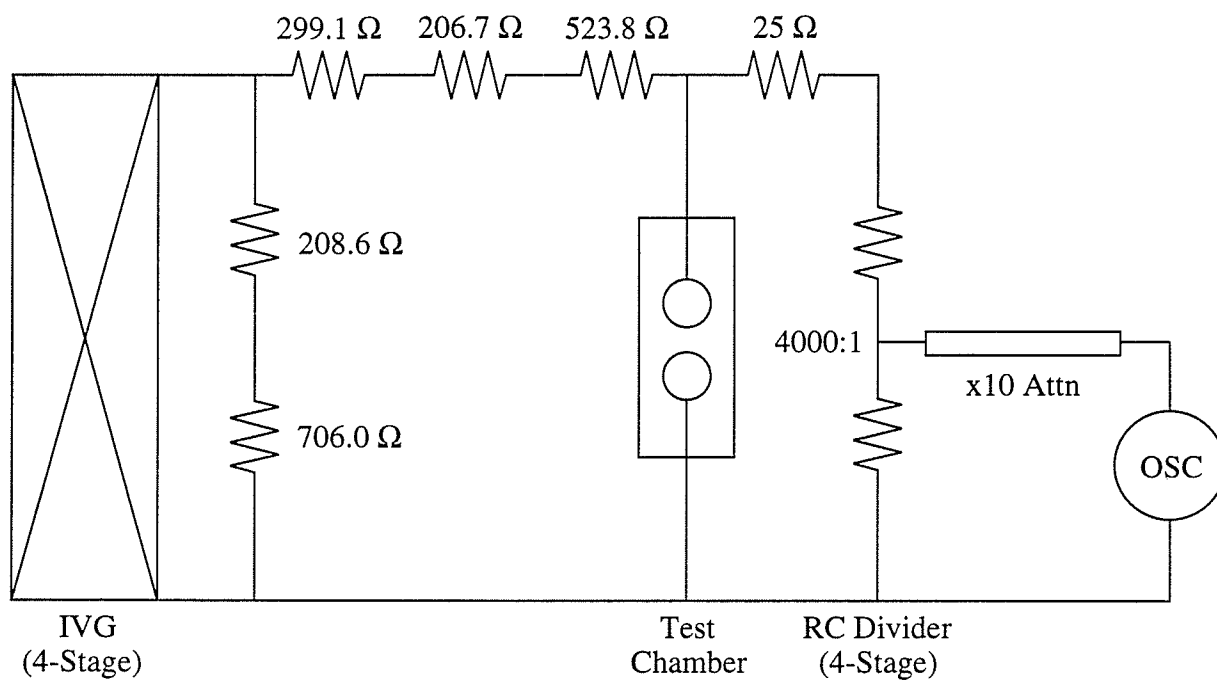 299.1 Ω
206.7 Ω
523.8 Ω
25 Ω
208.6 Ω
706.0 Ω
4000:1
x10 Attn
OSC
IVG
(4-Stage)
Test
Chamber
RC Divider
(4-Stage)